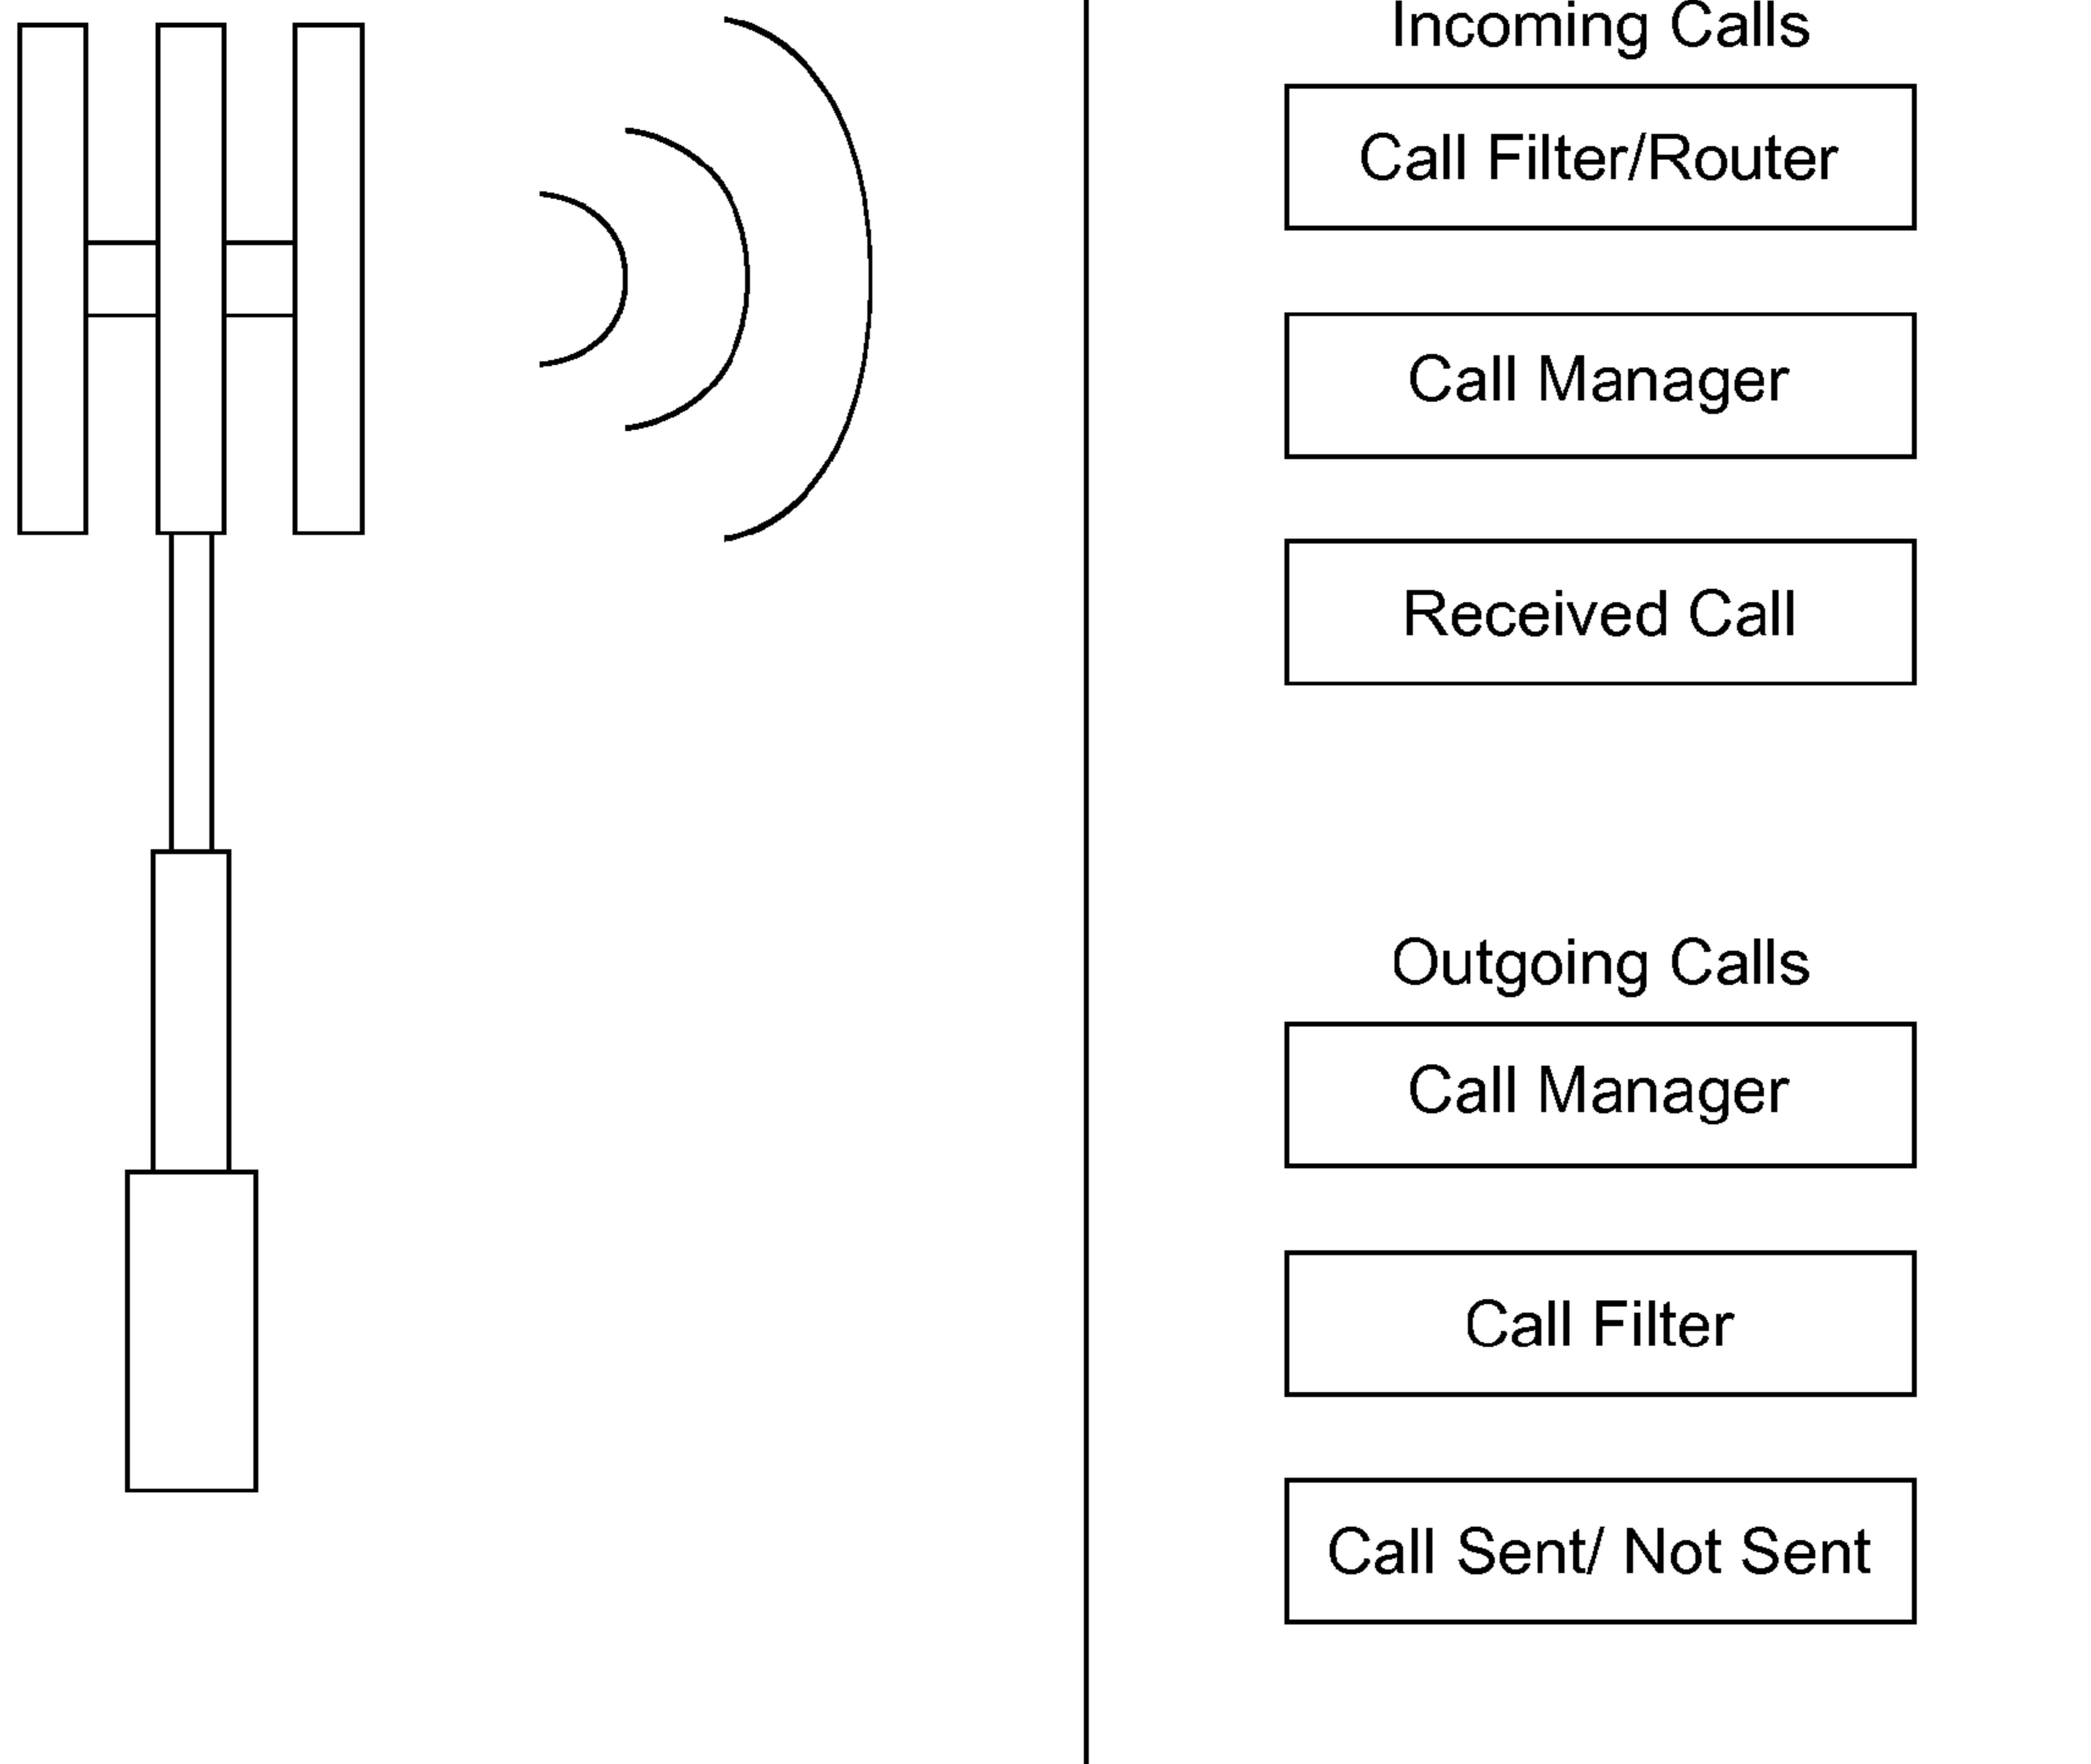 Incoming Calls
Call Filter/Router
Call Manager
Received Call
Outgoing Calls
Call Manager
Call Filter
Call Sent/ Not Sent